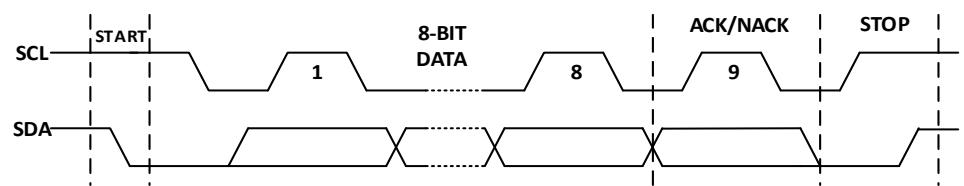 START
8-BIT
DATA
ACK/NACK
STOP
SCL
1
8
9
SDA